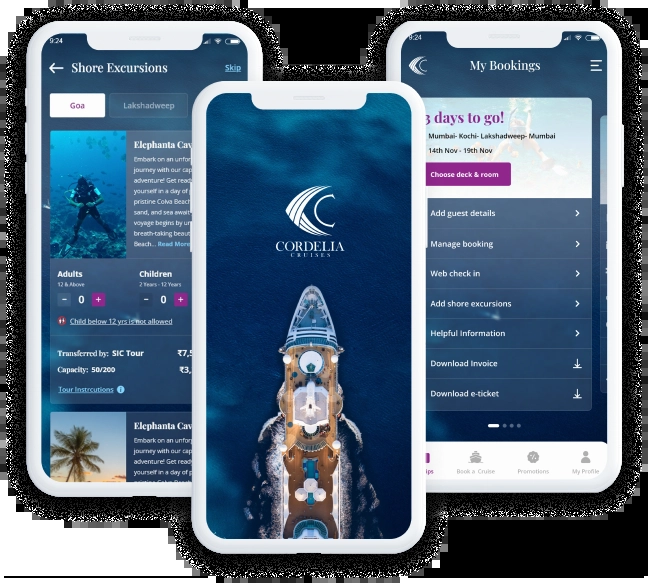 9:24
Shore Excursions
Skip
Goa
Lakshadweep
Elephanta Cav
Embark on an unforg
journey with our cap
adventure! Get ready
yourself in a day of p
pristine Colva Beach
sand, and sea await
voyage begins by un
breath-taking beaut
Beach... Read More
Adults
Children
12 & Above
2 Years - 12 Years
− 0 +
− 0 +
Child below 12 yrs is not allowed
Transferred by: SIC Tour
₹7,5
Capacity: 50/200
₹3,
Tour Instrcutions
Elephanta Cav
Embark on an unforg
journey with our cap
adventure! Get ready
yourself in a day of p
CORDELIA
CRUISES
9:24
My Bookings
3 days to go!
Mumbai- Kochi- Lakshadweep- Mumbai
14th Nov - 19th Nov
Choose deck & room
Add guest details
Manage booking
Web check in
Add shore excursions
Helpful Information
Download Invoice
Download e-ticket
ips
Book a Cruise
Promotions
My Profile